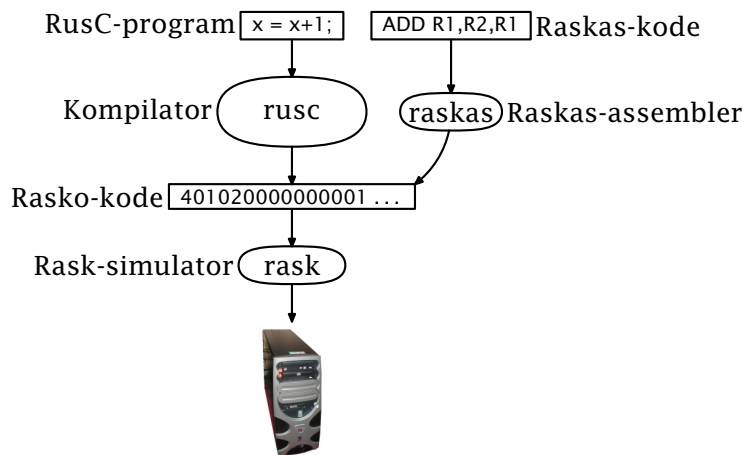 RusC-program x = x+1; ADD R1,R2,R1 Raskas-kode
Kompilator rusc raskas Raskas-assembler
Rasko-kode 401020000000001 ...
Rask-simulator rask